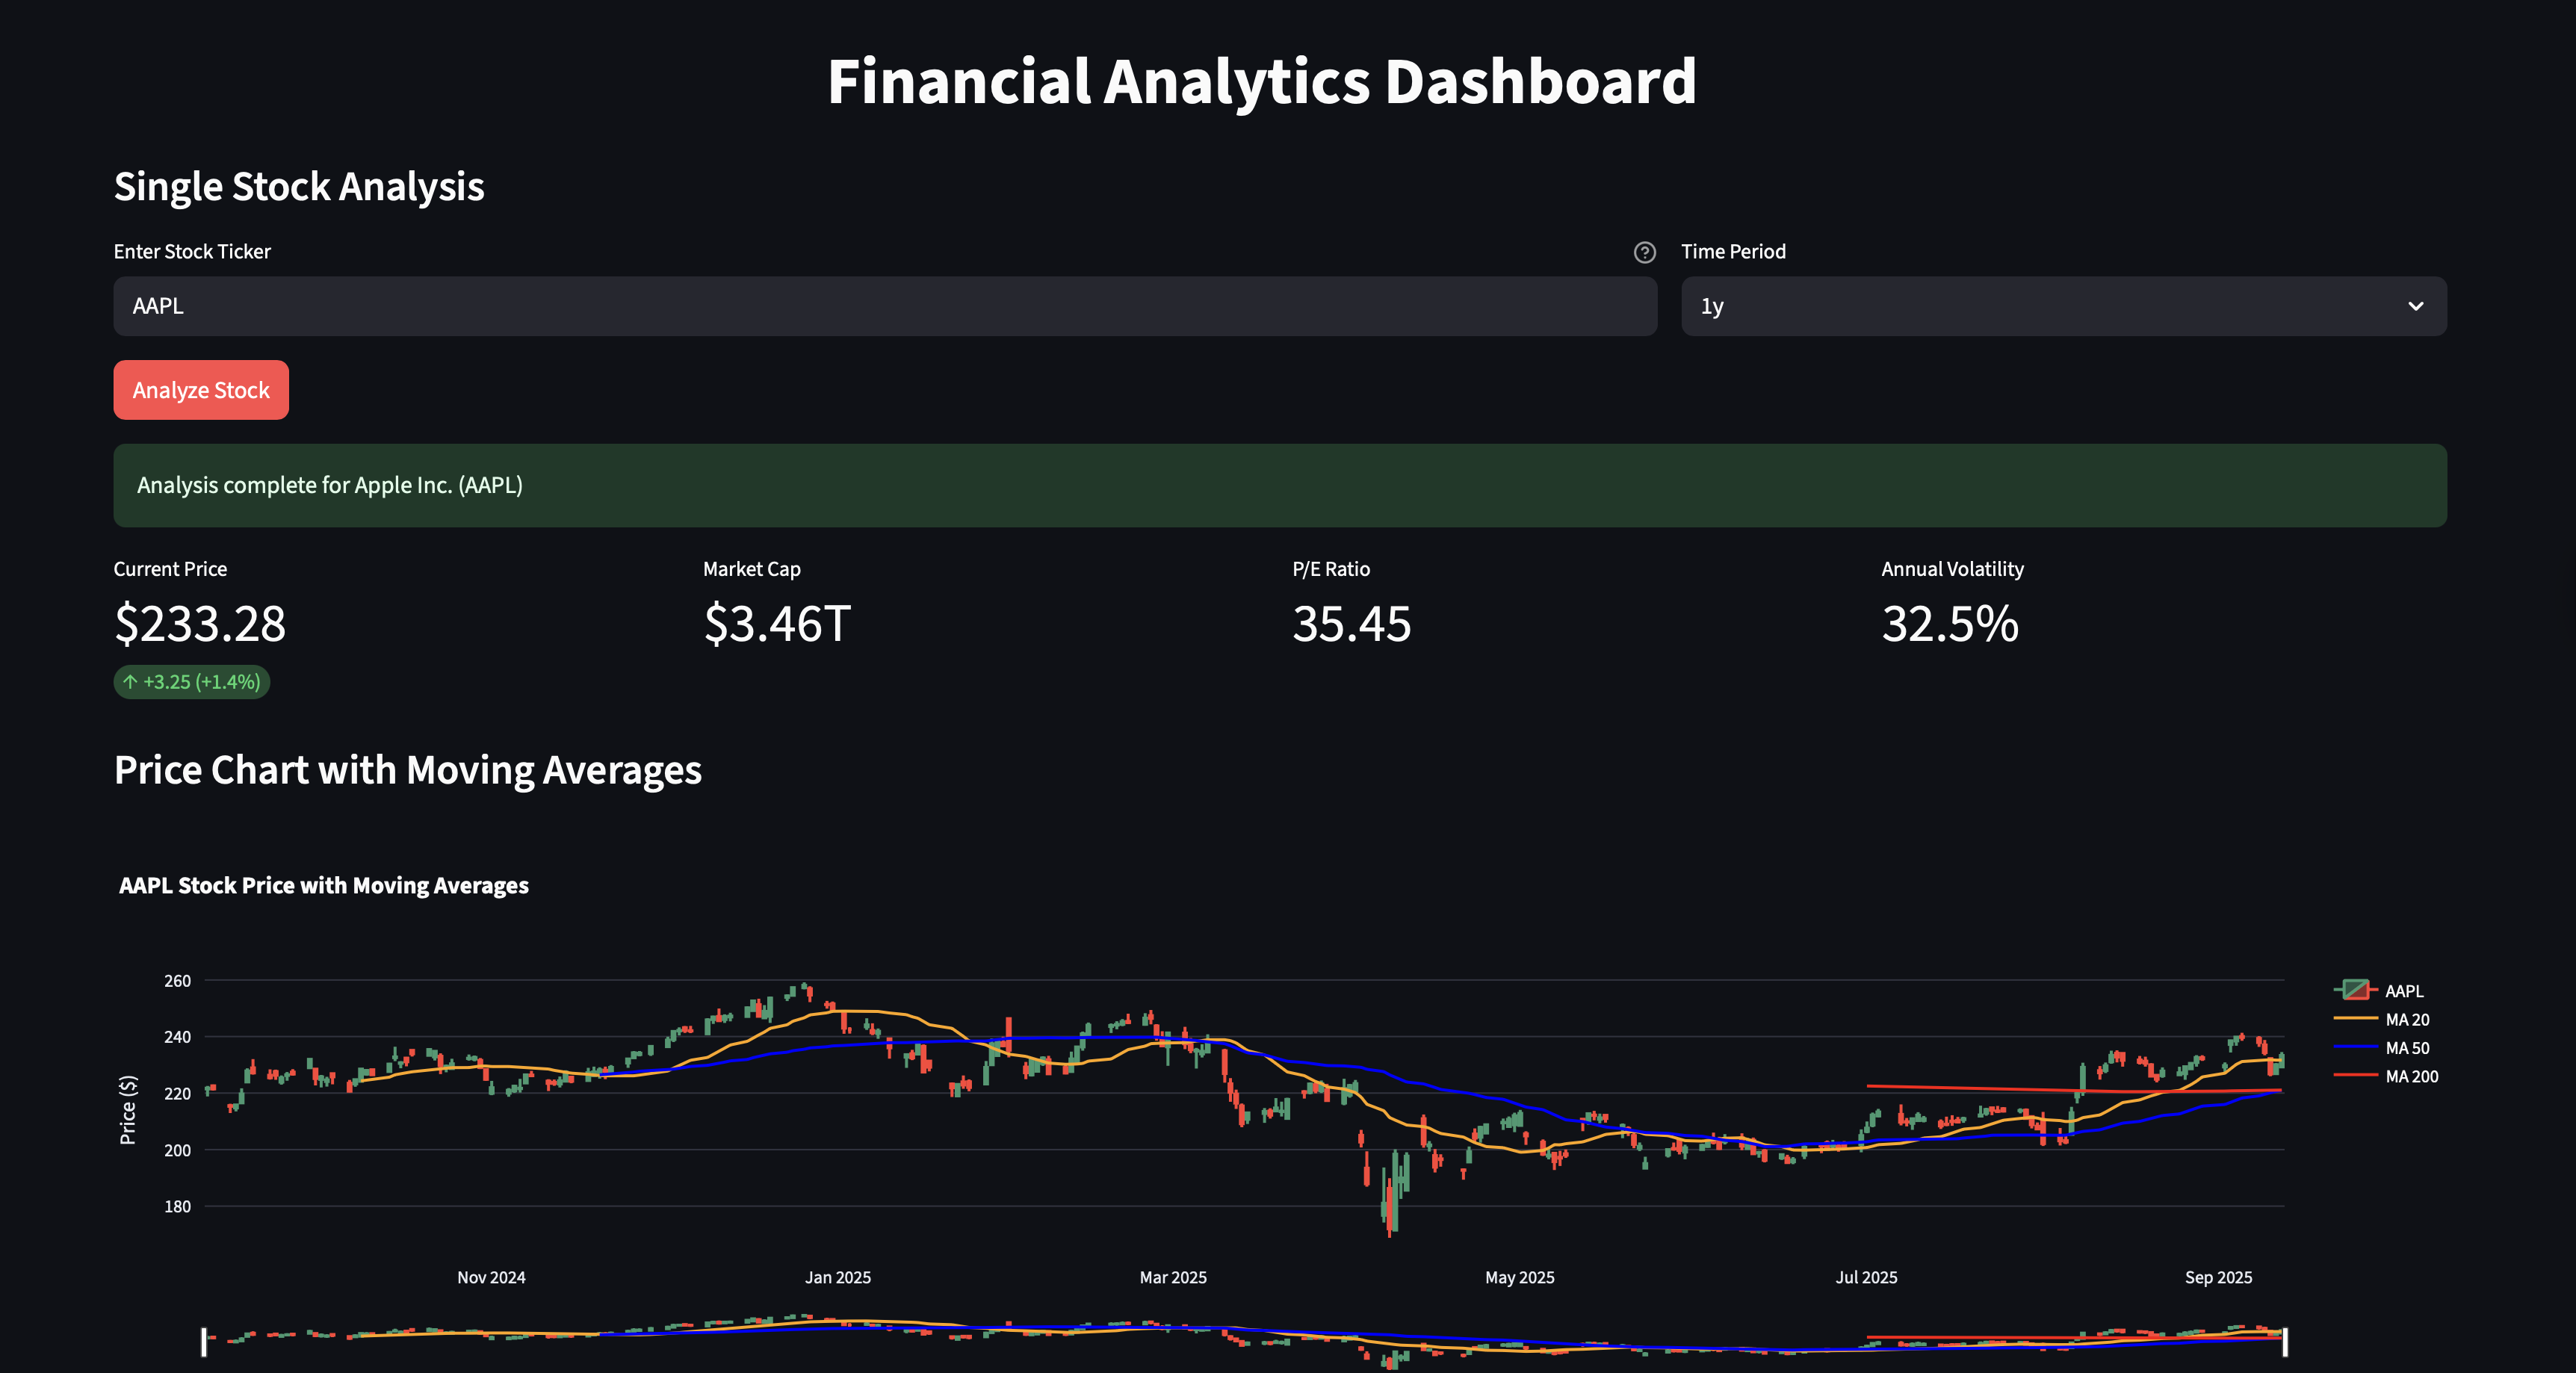 Financial Analytics Dashboard
Single Stock Analysis
Enter Stock Ticker
Time Period
AAPL
1y
Analyze Stock
Analysis complete for Apple Inc. (AAPL)
Current Price
Market Cap
P/E Ratio
Annual Volatility
$233.28
$3.46T
35.45
32.5%
↑ +3.25 (+1.4%)
Price Chart with Moving Averages
AAPL Stock Price with Moving Averages
Price ($)
260
240
220
200
180
AAPL
MA 20
MA 50
MA 200
Nov 2024
Jan 2025
Mar 2025
May 2025
Jul 2025
Sep 2025